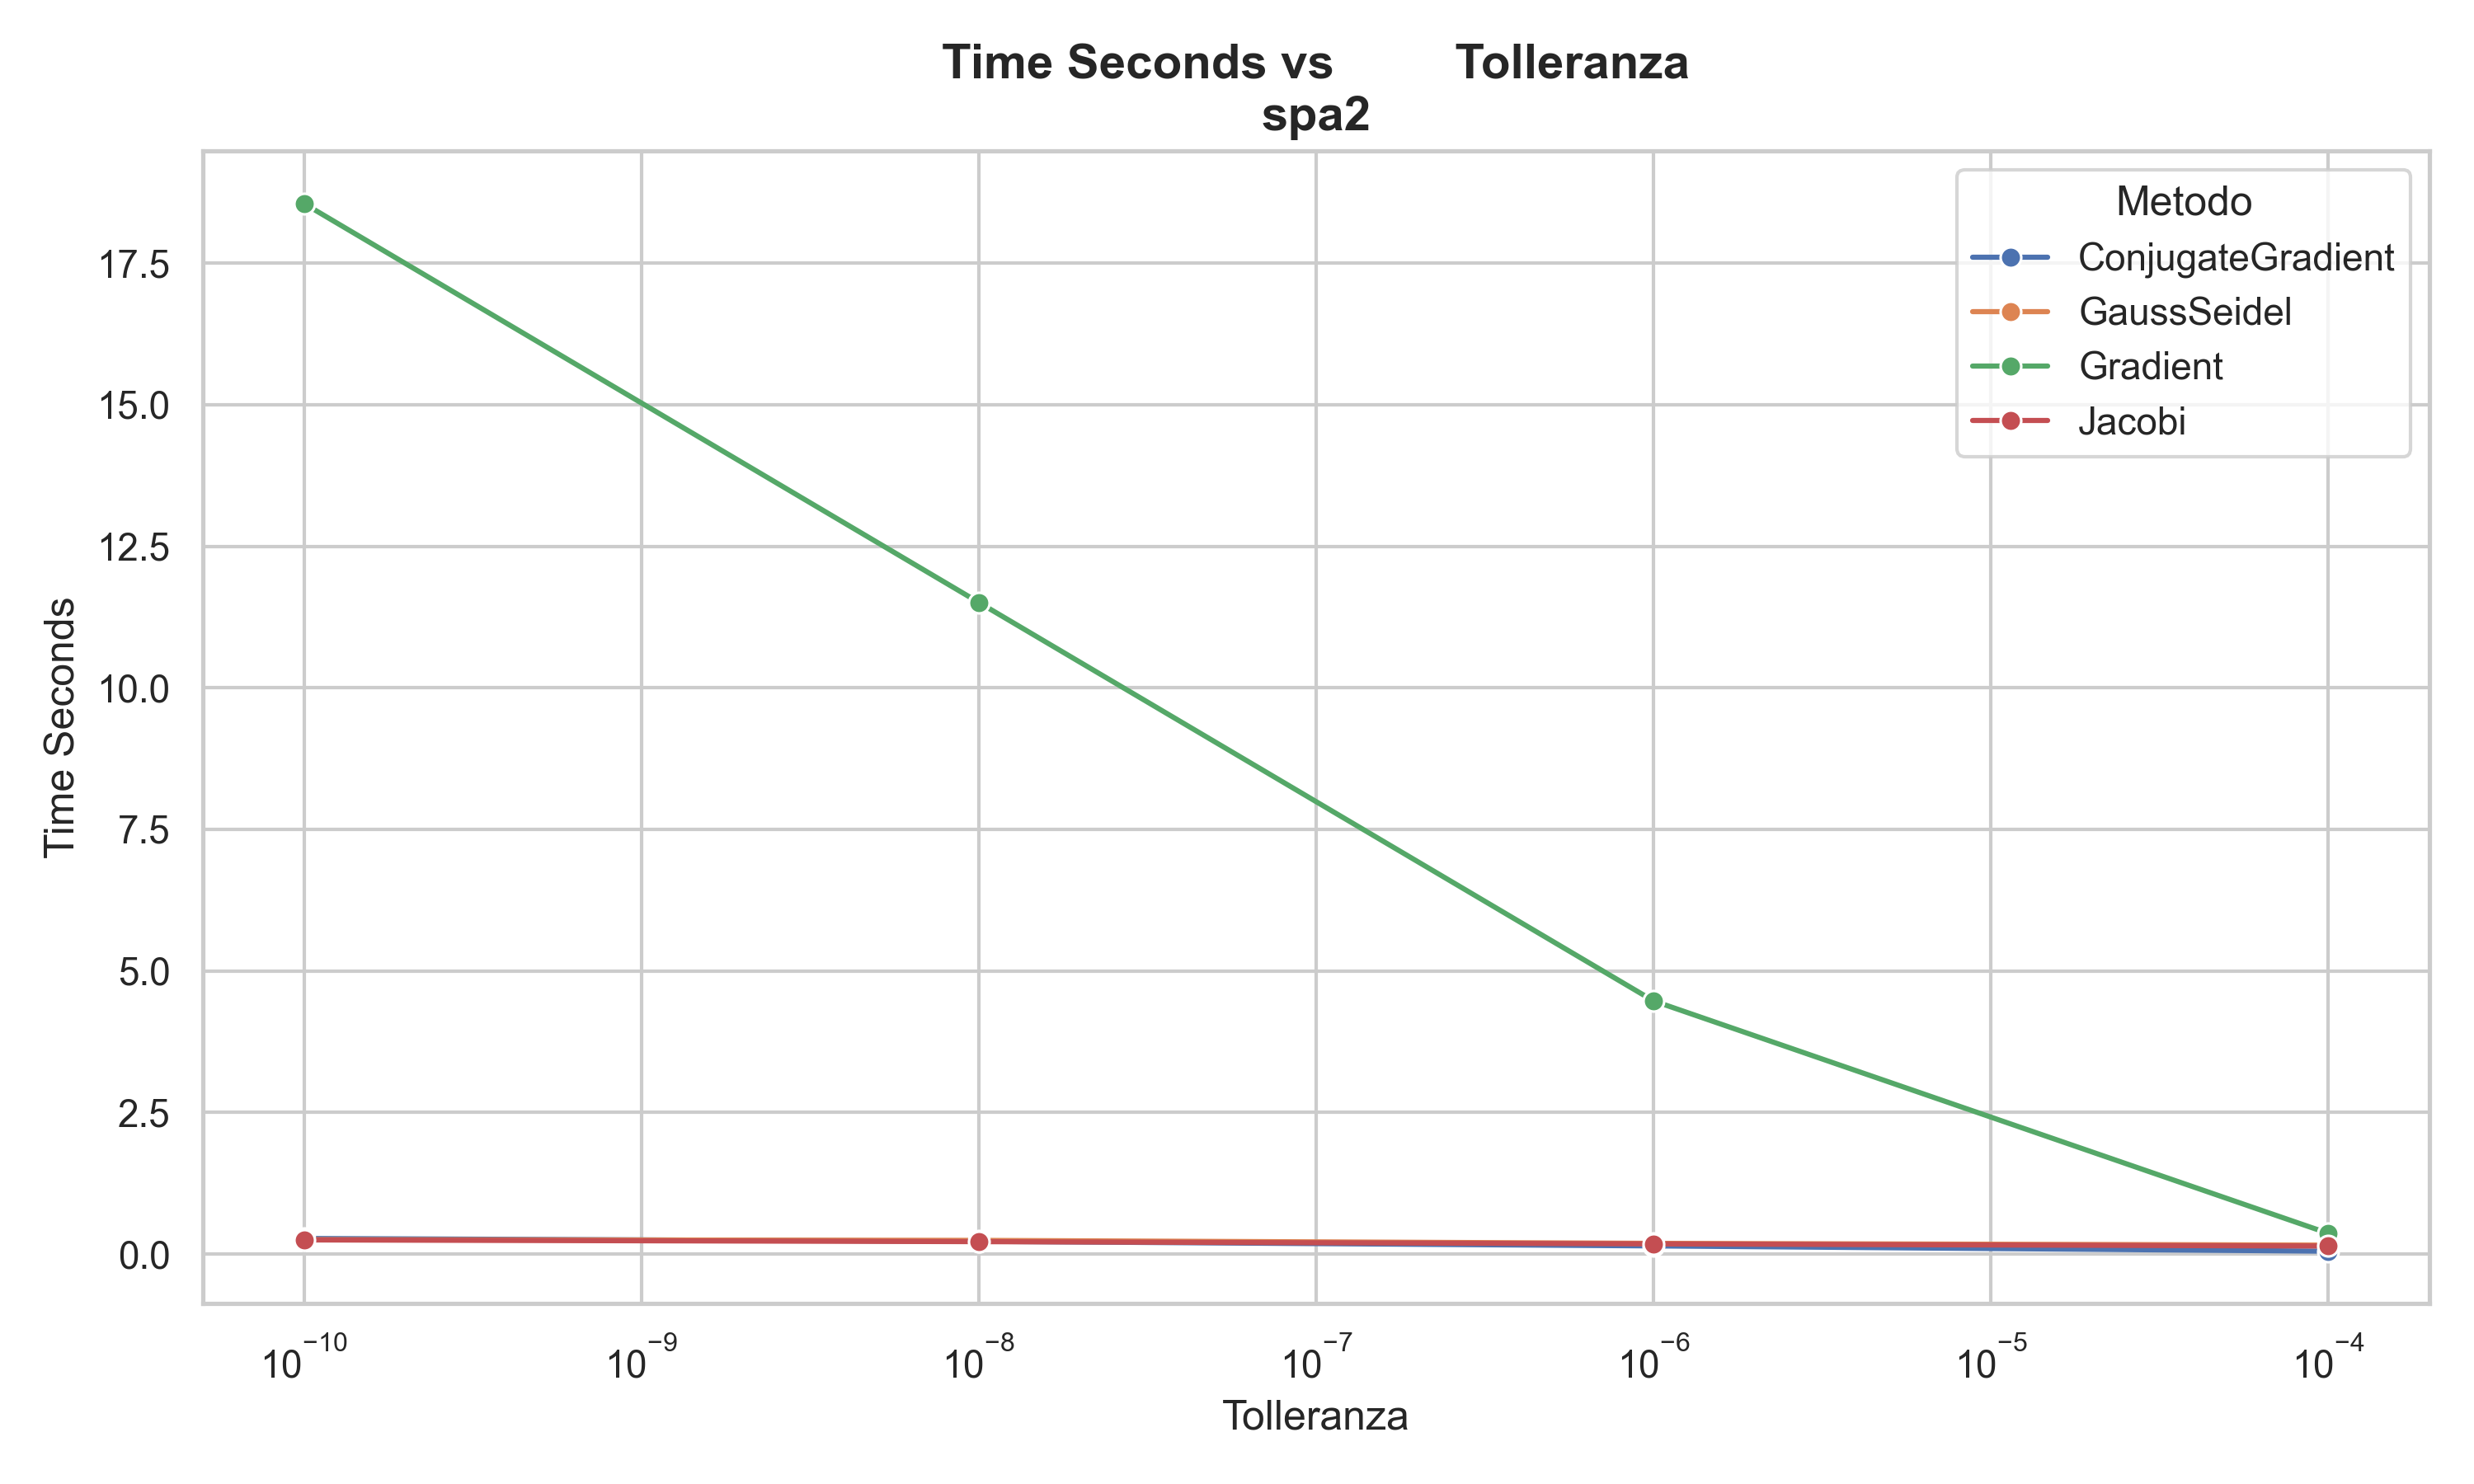 Time Seconds vs Tolleranza
spa2
Metodo
ConjugateGradient
GaussSeidel
Gradient
Jacobi
Time Seconds
17.5
15.0
12.5
10.0
7.5
5.0
2.5
0.0
10⁻¹⁰ 10⁻⁹ 10⁻⁸ 10⁻⁷ 10⁻⁶ 10⁻⁵ 10⁻⁴
Tolleranza